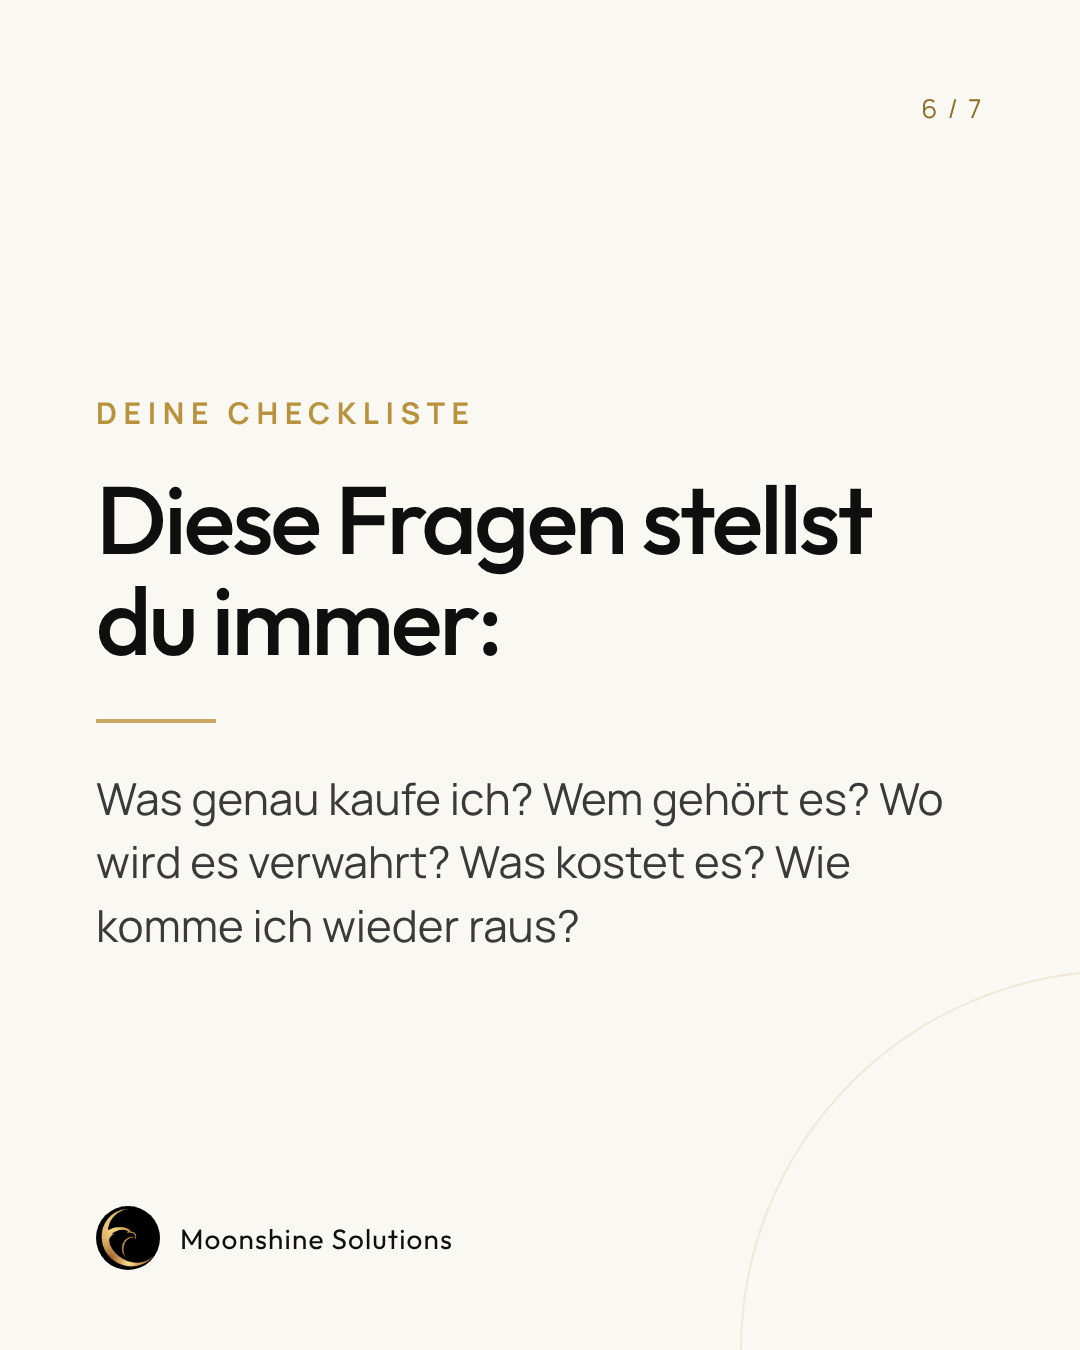 6 / 7
DEINE CHECKLISTE
Diese Fragen stellst
du immer:
Was genau kaufe ich? Wem gehört es? Wo
wird es verwahrt? Was kostet es? Wie
komme ich wieder raus?
Moonshine Solutions